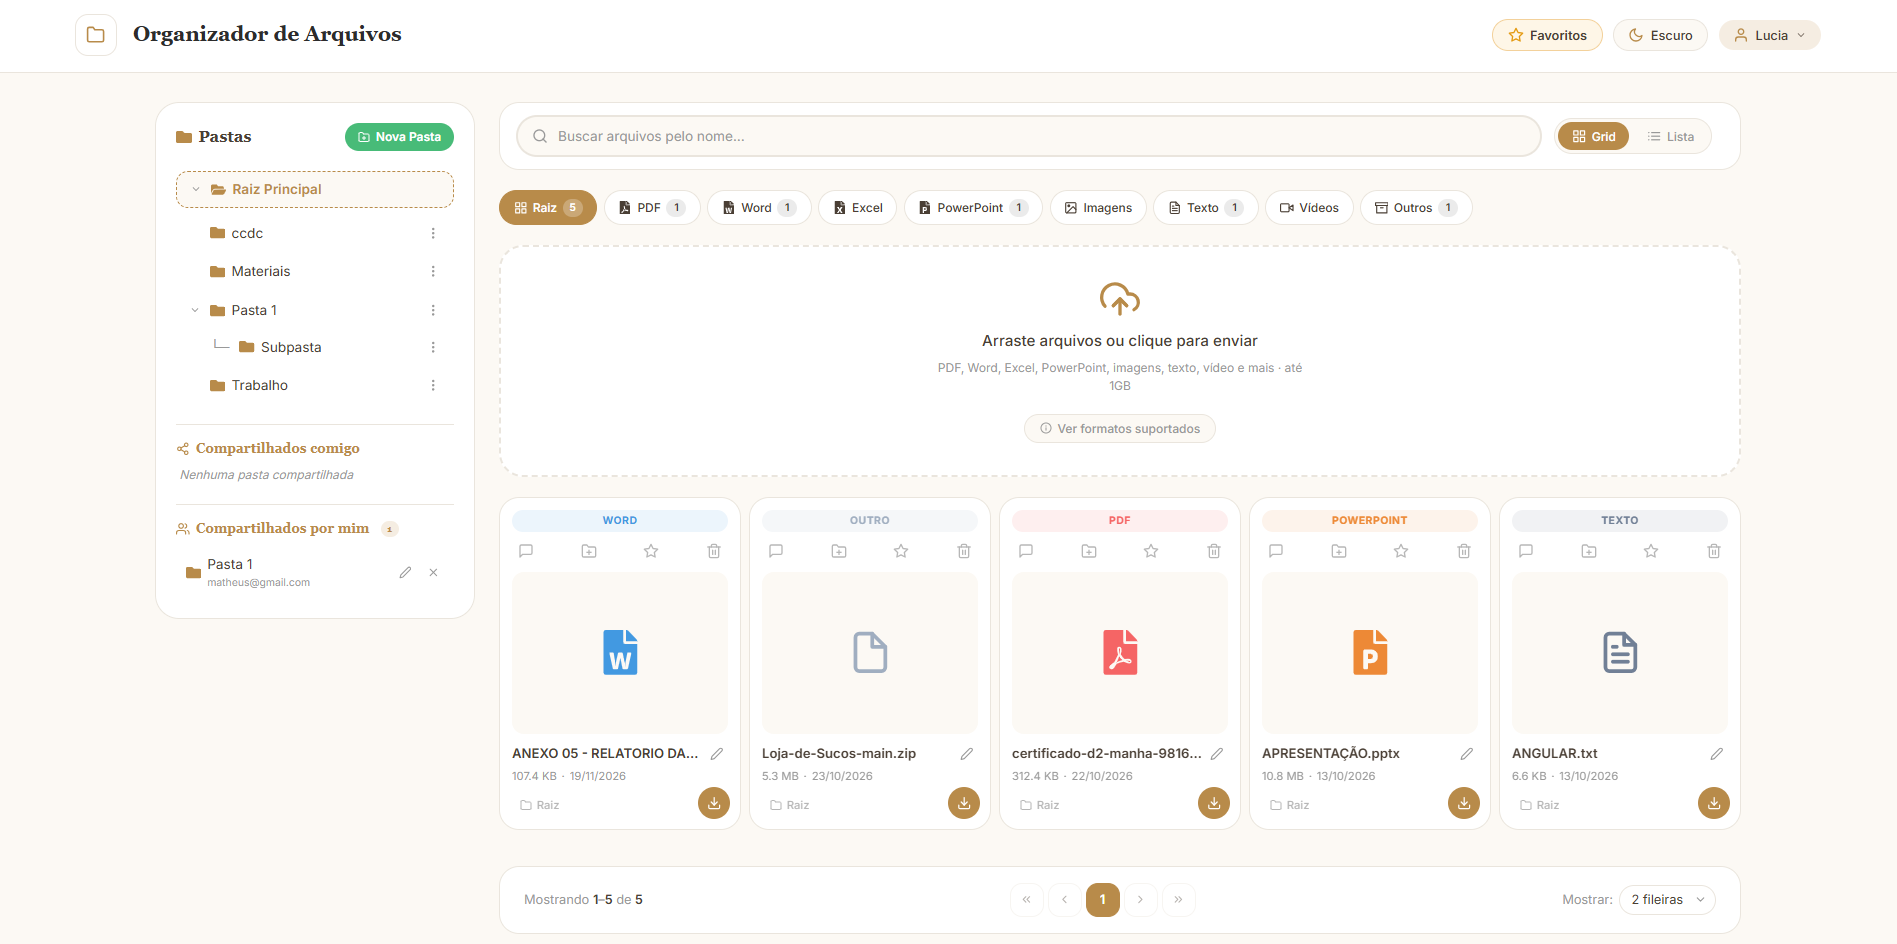 Organizador de Arquivos
Favoritos
Escuro
Lucia
Pastas
Nova Pasta
Raiz Principal
ccdc
Materiais
Pasta 1
Subpasta
Trabalho
Compartilhados comigo
Nenhuma pasta compartilhada
Compartilhados por mim 1
Pasta 1
matheus@gmail.com
Buscar arquivos pelo nome...
Grid
Lista
Raiz 5
PDF 1
Word 1
Excel
PowerPoint 1
Imagens
Texto 1
Vídeos
Outros 1
Arraste arquivos ou clique para enviar
PDF, Word, Excel, PowerPoint, imagens, texto, vídeo e mais · até
1GB
Ver formatos suportados
WORD
W
ANEXO 05 - RELATORIO DA...
107.4 KB · 19/11/2026
Raiz
OUTRO
Loja-de-Sucos-main.zip
5.3 MB · 23/10/2026
Raiz
PDF
certificado-d2-manha-9816...
312.4 KB · 22/10/2026
Raiz
POWERPOINT
P
APRESENTAÇÃO.pptx
10.8 MB · 13/10/2026
Raiz
TEXTO
ANGULAR.txt
6.6 KB · 13/10/2026
Raiz
Mostrando 1–5 de 5
« ‹ 1 › »
Mostrar: 2 fileiras